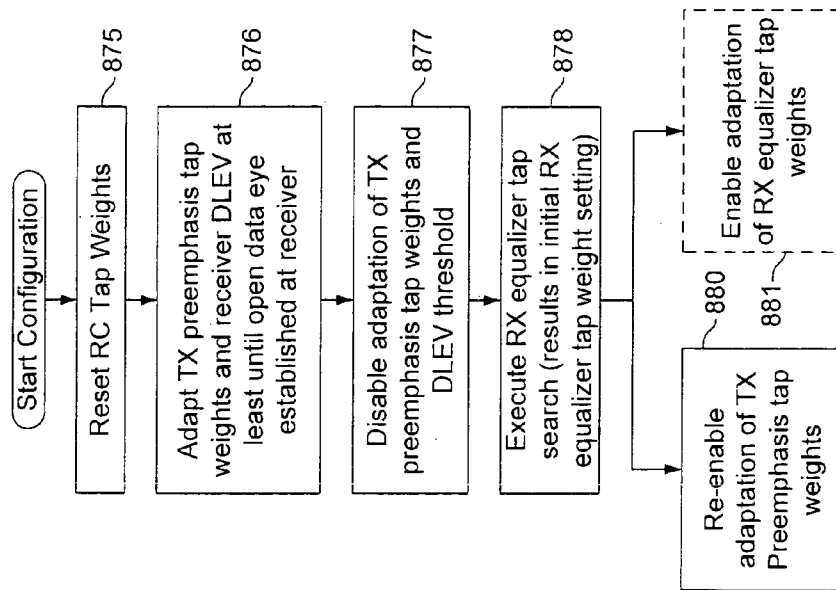 Start Configuration
Reset RC Tap Weights
875
Adapt TX preemphasis tap
weights and receiver DLEV at
least until open data eye
established at receiver
876
Disable adaptation of TX
preemphasis tap weights and
DLEV threshold
877
Execute RX equalizer tap
search (results in initial RX
equalizer tap weight setting)
878
Re-enable
adaptation of TX
Preemphasis tap
weights
880
Enable adaptation
of RX equalizer tap
weights
881